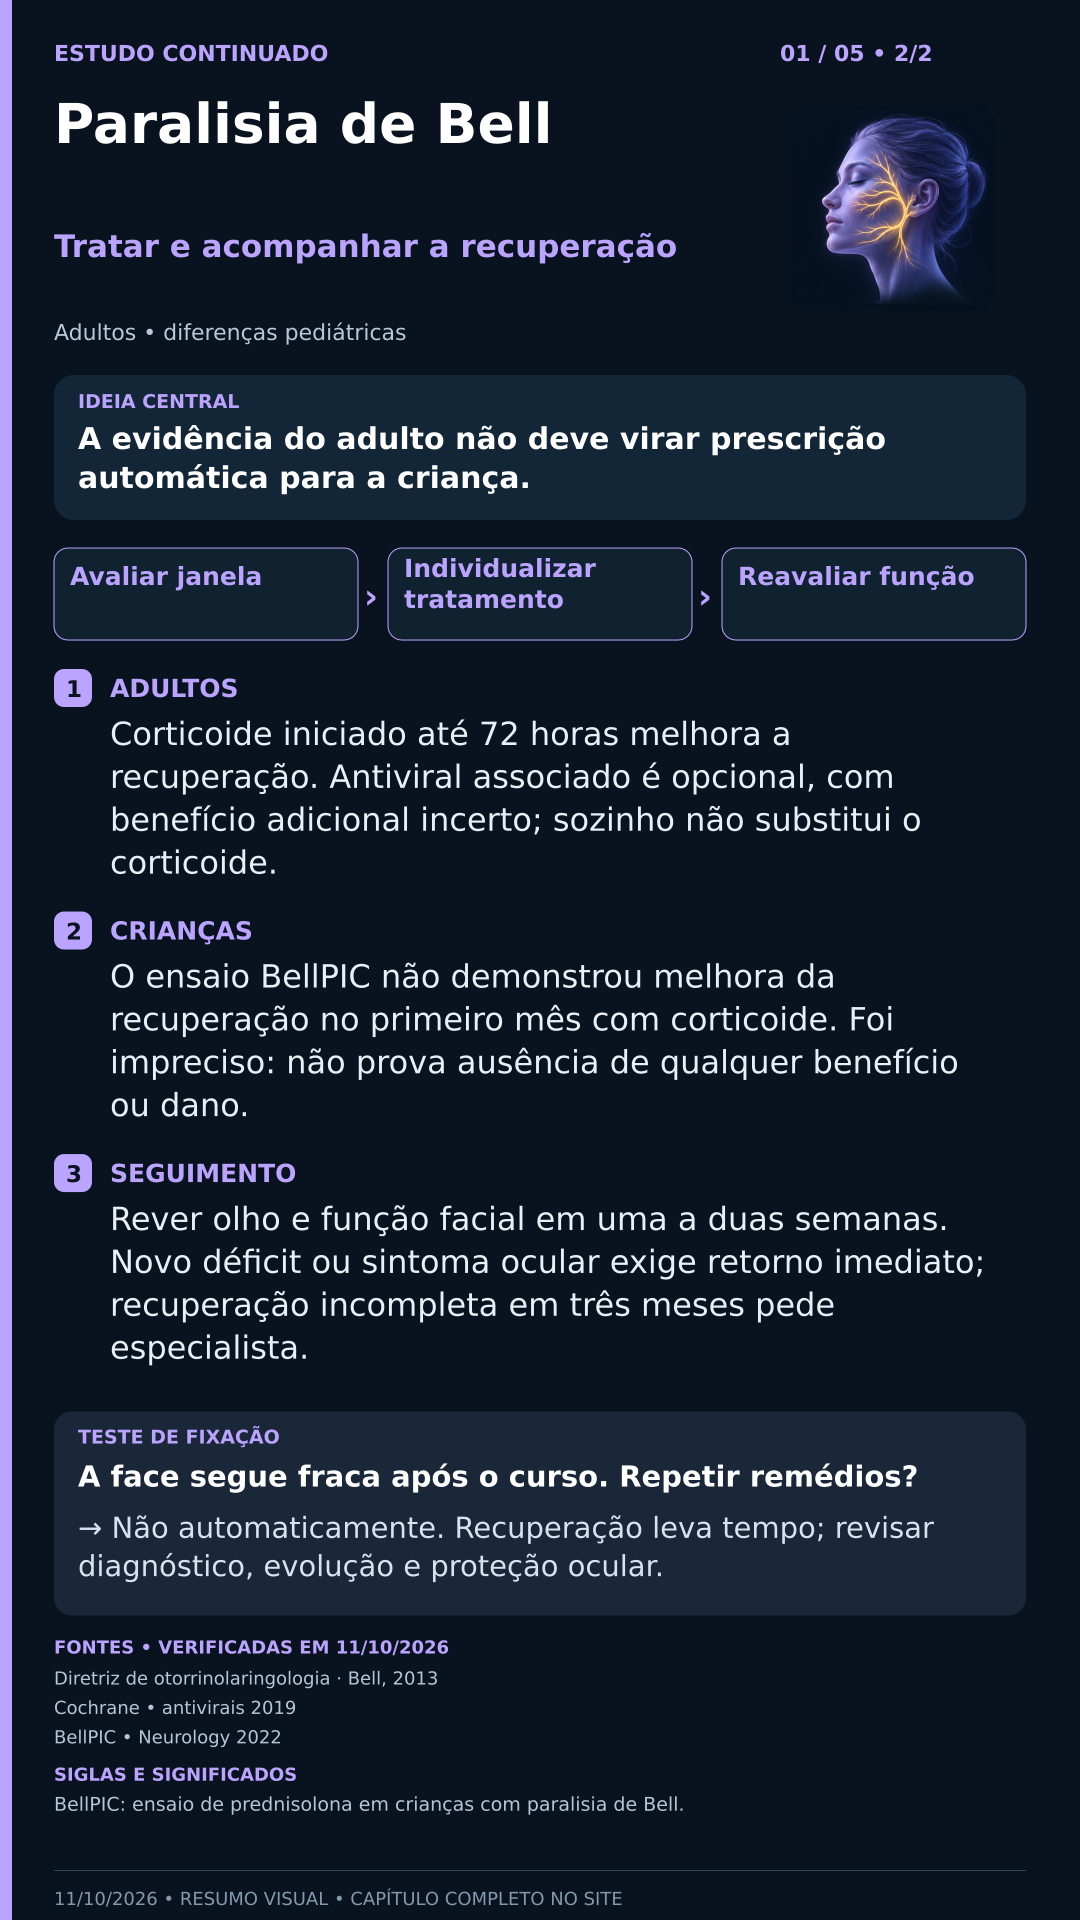 ESTUDO CONTINUADO
01 / 05 • 2/2
Paralisia de Bell
Tratar e acompanhar a recuperação
Adultos • diferenças pediátricas
IDEIA CENTRAL
A evidência do adulto não deve virar prescrição
automática para a criança.
Avaliar janela
›
Individualizar
tratamento
›
Reavaliar função
1 ADULTOS
Corticoide iniciado até 72 horas melhora a
recuperação. Antiviral associado é opcional, com
benefício adicional incerto; sozinho não substitui o
corticoide.
2 CRIANÇAS
O ensaio BellPIC não demonstrou melhora da
recuperação no primeiro mês com corticoide. Foi
impreciso: não prova ausência de qualquer benefício
ou dano.
3 SEGUIMENTO
Rever olho e função facial em uma a duas semanas.
Novo déficit ou sintoma ocular exige retorno imediato;
recuperação incompleta em três meses pede
especialista.
TESTE DE FIXAÇÃO
A face segue fraca após o curso. Repetir remédios?
→ Não automaticamente. Recuperação leva tempo; revisar
diagnóstico, evolução e proteção ocular.
FONTES • VERIFICADAS EM 11/10/2026
Diretriz de otorrinolaringologia · Bell, 2013
Cochrane • antivirais 2019
BellPIC • Neurology 2022
SIGLAS E SIGNIFICADOS
BellPIC: ensaio de prednisolona em crianças com paralisia de Bell.
11/10/2026 • RESUMO VISUAL • CAPÍTULO COMPLETO NO SITE